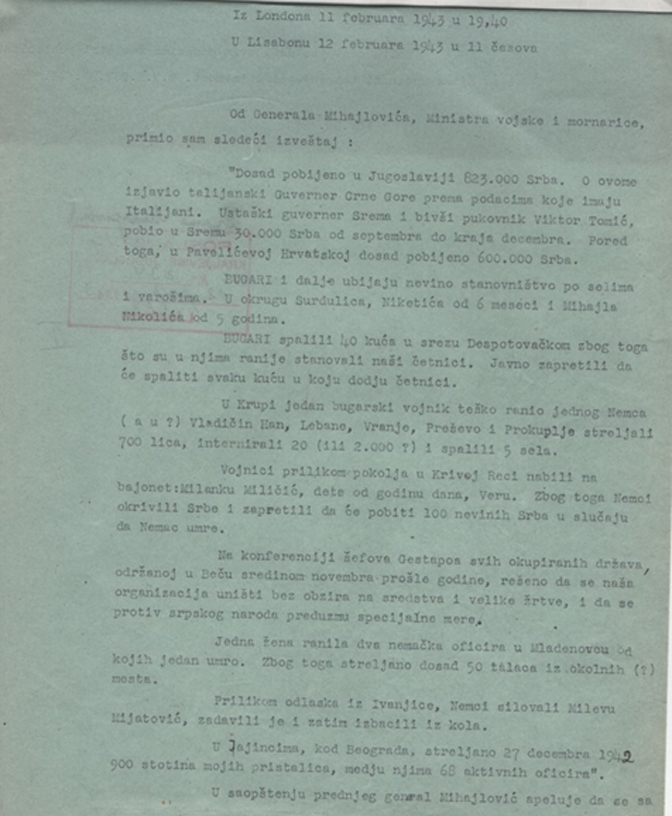 Iz Londona 11 februara 1943 u 19,40
U Lisabonu 12 februara 1943 u 11 časova
Od Generala Mihajlovića, Ministra vojske i mornarice,
primio sam sledeći izveštaj :
"Dosad pobijeno u Jugoslaviji 823.000 Srba. O ovome
izjavio talijanski Guverner Crne Gore prema podacima koje imaju
Italijani. Ustaški guverner Srema i bivši pukovnik Viktor Tomić,
pobio u Sremu 30.000 Srba od septembra do kraja decembra. Pored
toga, u Pavelićevoj Hrvatskoj dosad pobijeno 600.000 Srba.
BUGARI i dalje ubijaju nevino stanovništvo po selima
i varošima. U okrugu Surdulica, Niketića od 6 meseci i Mihajla
Nikolića od 5 godina.
BUGARI spalili 40 kuća u srezu Despotovačkom zbog toga
što su u njima ranije stanovali naši četnici. Javno zapretili da
će spaliti svaku kuću u koju dodju četnici.
U Krupi jedan bugarski vojnik teško ranio jednog Nemca
( a u ?) Vladičin Han, Lebane, Vranje, Preševo i Prokuplje streljali
700 lica, internirali 20 (ili 2.000 ?) i spalili 5 sela.
Vojnici prilikom pokolja u Krivoj Reci nabili na
bajonet:Milanku Miličić, dete od godinu dana, Veru. Zbog toga Nemci
okrivili Srbe i zapretili da će pobiti 100 nevinih Srba u slučaju
da Nemac umre.
Na konferenciji šefova Gestapoa svih okupiranih država,
održanoj u Beču sredinom novembra prošle godine, rešeno da se naša
organizacija uništi bez obzira na sredstva i velike žrtve, i da se
protiv srpskog naroda preduzmu specijalne mere.
Jedna žena ranila dva nemačka oficira u Mladenovcu od
kojih jedan umro. Zbog toga streljano dosad 50 talaca iz okolnih (?)
mesta.
Prilikom odlaska iz Ivanjice, Nemci silovali Milevu
Mijatović, zadavili je i zatim izbacili iz kola.
U Jajincima, kod Beograda, streljano 27 decembra 1942
900 stotina mojih pristalica, medju njima 68 aktivnih oficira".
U saopštenju prednjeg genral Mihajlović apeluje da se sa